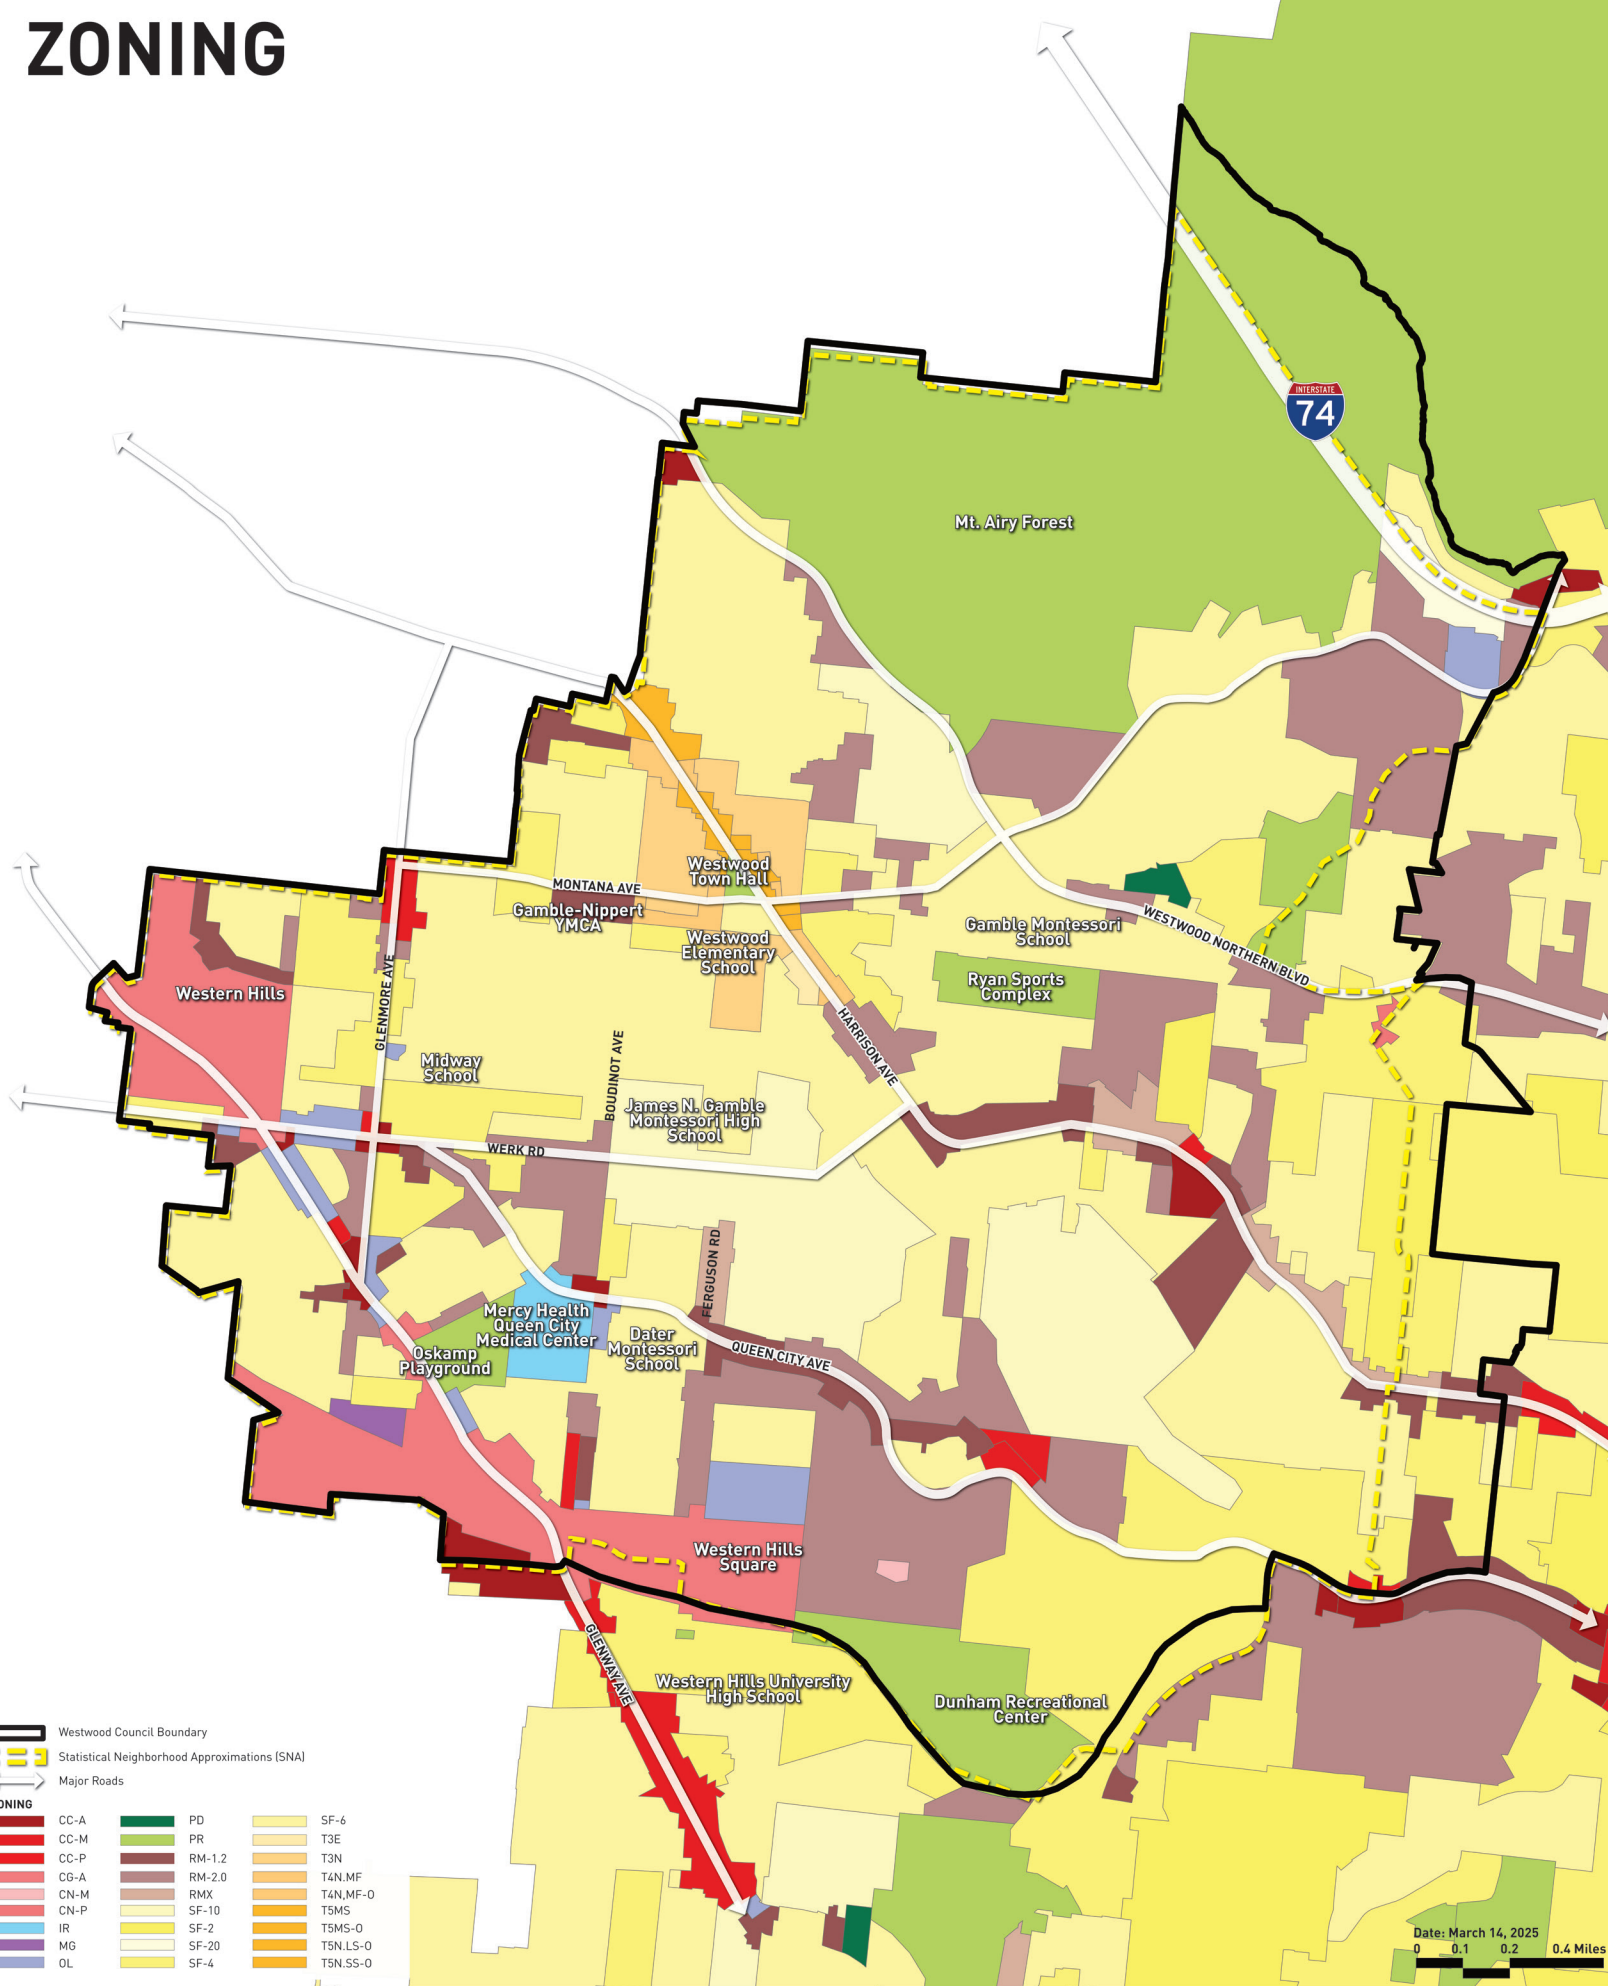 ZONING
INTERSTATE
74
Mt. Airy Forest
Westwood
Town Hall
MONTANA AVE
Gamble-Nippert
YMCA
Westwood
Elementary
School
Gamble Montessori
School
WESTWOOD NORTHERN BLVD
Ryan Sports
Complex
Western Hills
GLENMORE AVE
HARRISON AVE
Midway
School
BOUDINOT AVE
James N. Gamble
Montessori High
School
WERK RD
FERGUSON RD
Mercy Health
Queen City
Medical Center
Dater
Montessori
School
QUEEN CITY AVE
Oskamp
Playground
Western Hills
Square
GLENWAY AVE
Western Hills University
High School
Dunham Recreational
Center
Westwood Council Boundary
Statistical Neighborhood Approximations (SNA)
Major Roads
ONING
CC-A
CC-M
CC-P
CG-A
CN-M
CN-P
IR
MG
OL
PD
PR
RM-1.2
RM-2.0
RMX
SF-10
SF-2
SF-20
SF-4
SF-6
T3E
T3N
T4N.MF
T4N,MF-O
T5MS
T5MS-O
T5N.LS-O
T5N.SS-O
Date: March 14, 2025
0 0.1 0.2 0.4 Miles